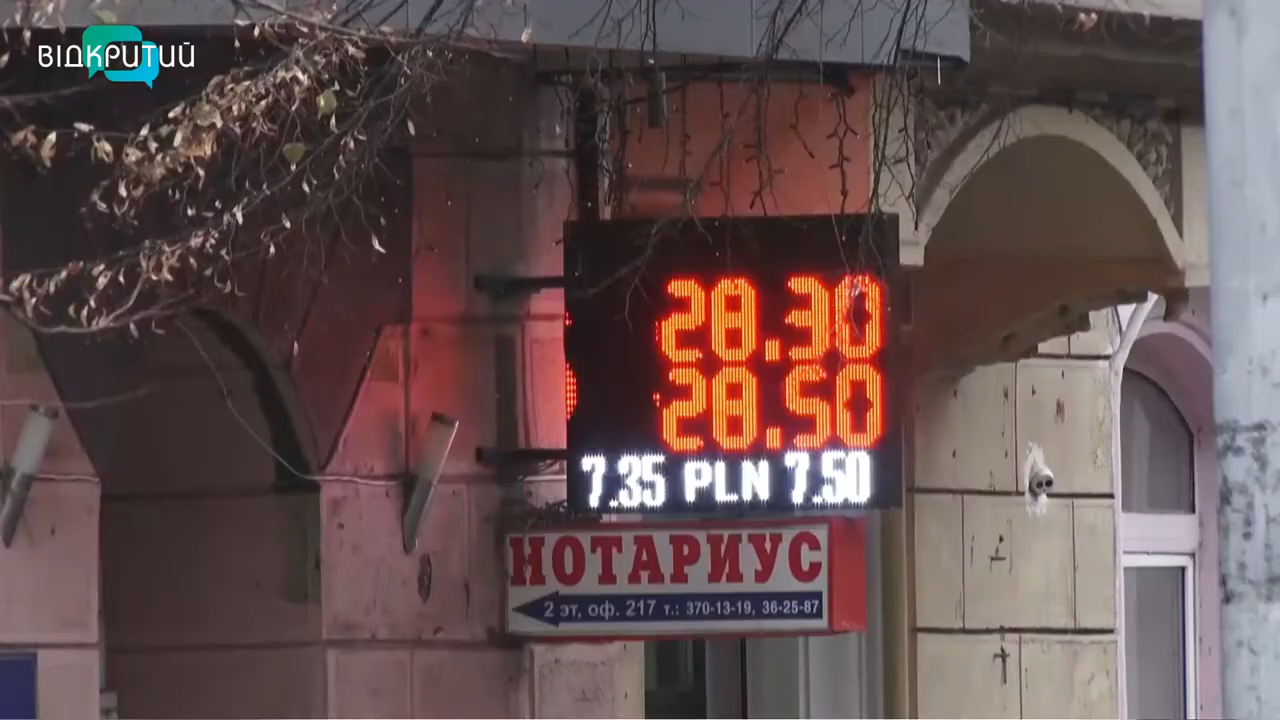 ВІДКРИТИЙ
28.30
28.50
7.35 PLN 7.50
НОТАРИУС
2 эт, оф. 217 т.: 370-13-19, 36-25-87